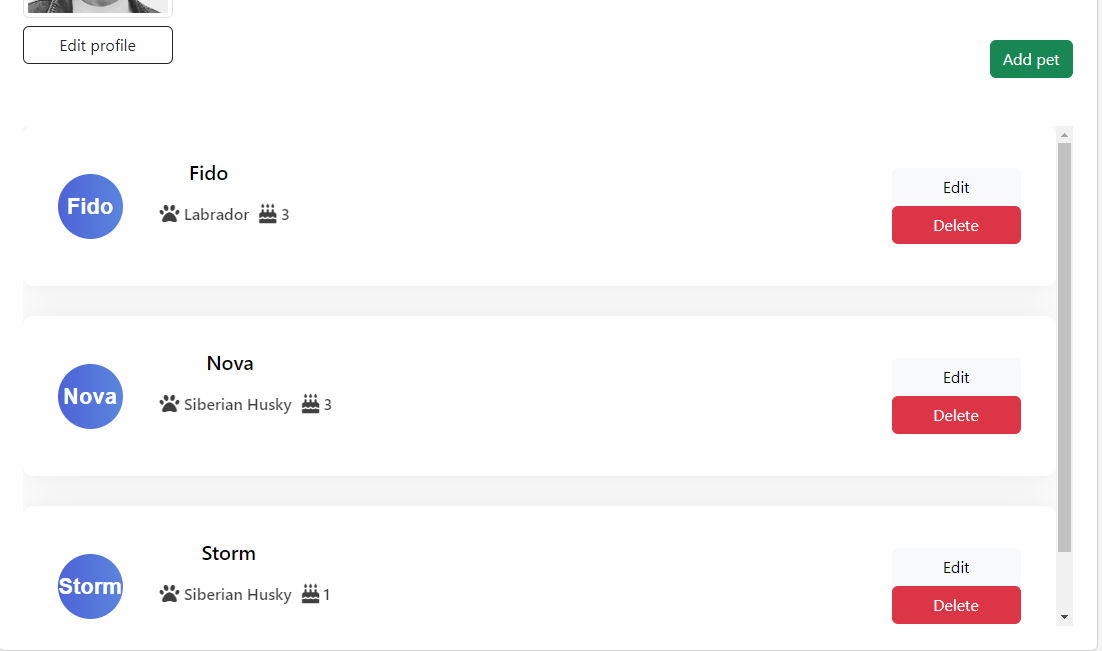 Edit profile
Add pet
Fido
Fido
Labrador 3
Edit
Delete
Nova
Nova
Siberian Husky 3
Edit
Delete
Storm
Storm
Siberian Husky 1
Edit
Delete